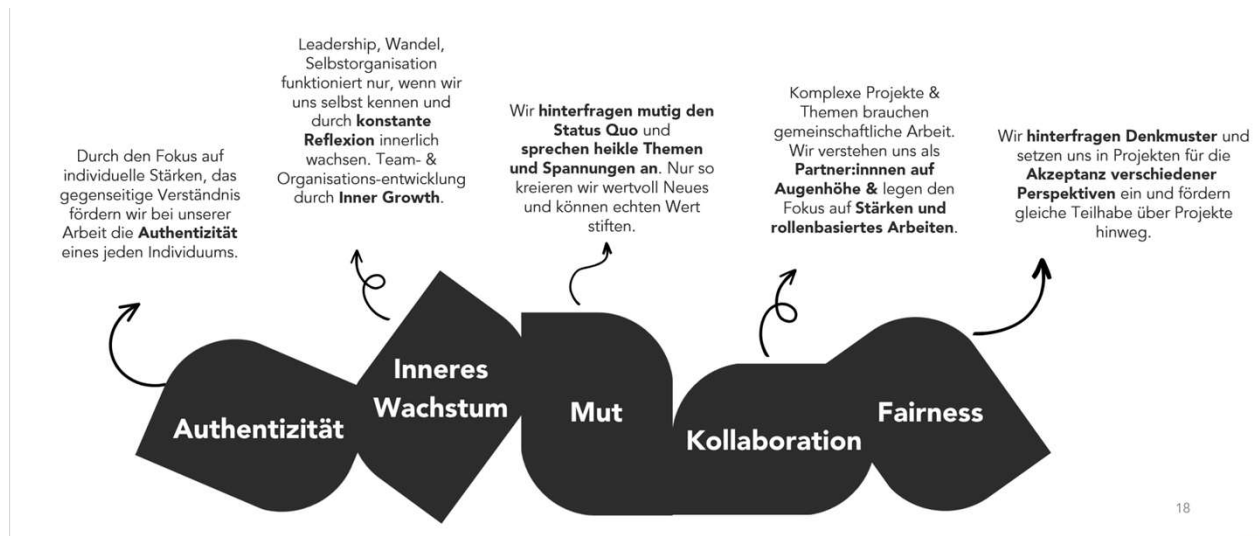 Durch den Fokus auf
individuelle Stärken, das
gegenseitige Verständnis
fördern wir bei unserer
Arbeit die Authentizität
eines jeden Individuums.
Leadership, Wandel,
Selbstorganisation
funktioniert nur, wenn wir
uns selbst kennen und
durch konstante
Reflexion innerlich
wachsen. Team- &
Organisations-entwicklung
durch Inner Growth.
Wir hinterfragen mutig den
Status Quo und
sprechen heikle Themen
und Spannungen an. Nur so
kreieren wir wertvoll Neues
und können echten Wert
stiften.
Komplexe Projekte &
Themen brauchen
gemeinschaftliche Arbeit.
Wir verstehen uns als
Partner:innnen auf
Augenhöhe & legen den
Fokus auf Stärken und
rollenbasiertes Arbeiten.
Wir hinterfragen Denkmuster und
setzen uns in Projekten für die
Akzeptanz verschiedener
Perspektiven ein und fördern
gleiche Teilhabe über Projekte
hinweg.
Authentizität
Inneres
Wachstum
Mut
Kollaboration
Fairness
18